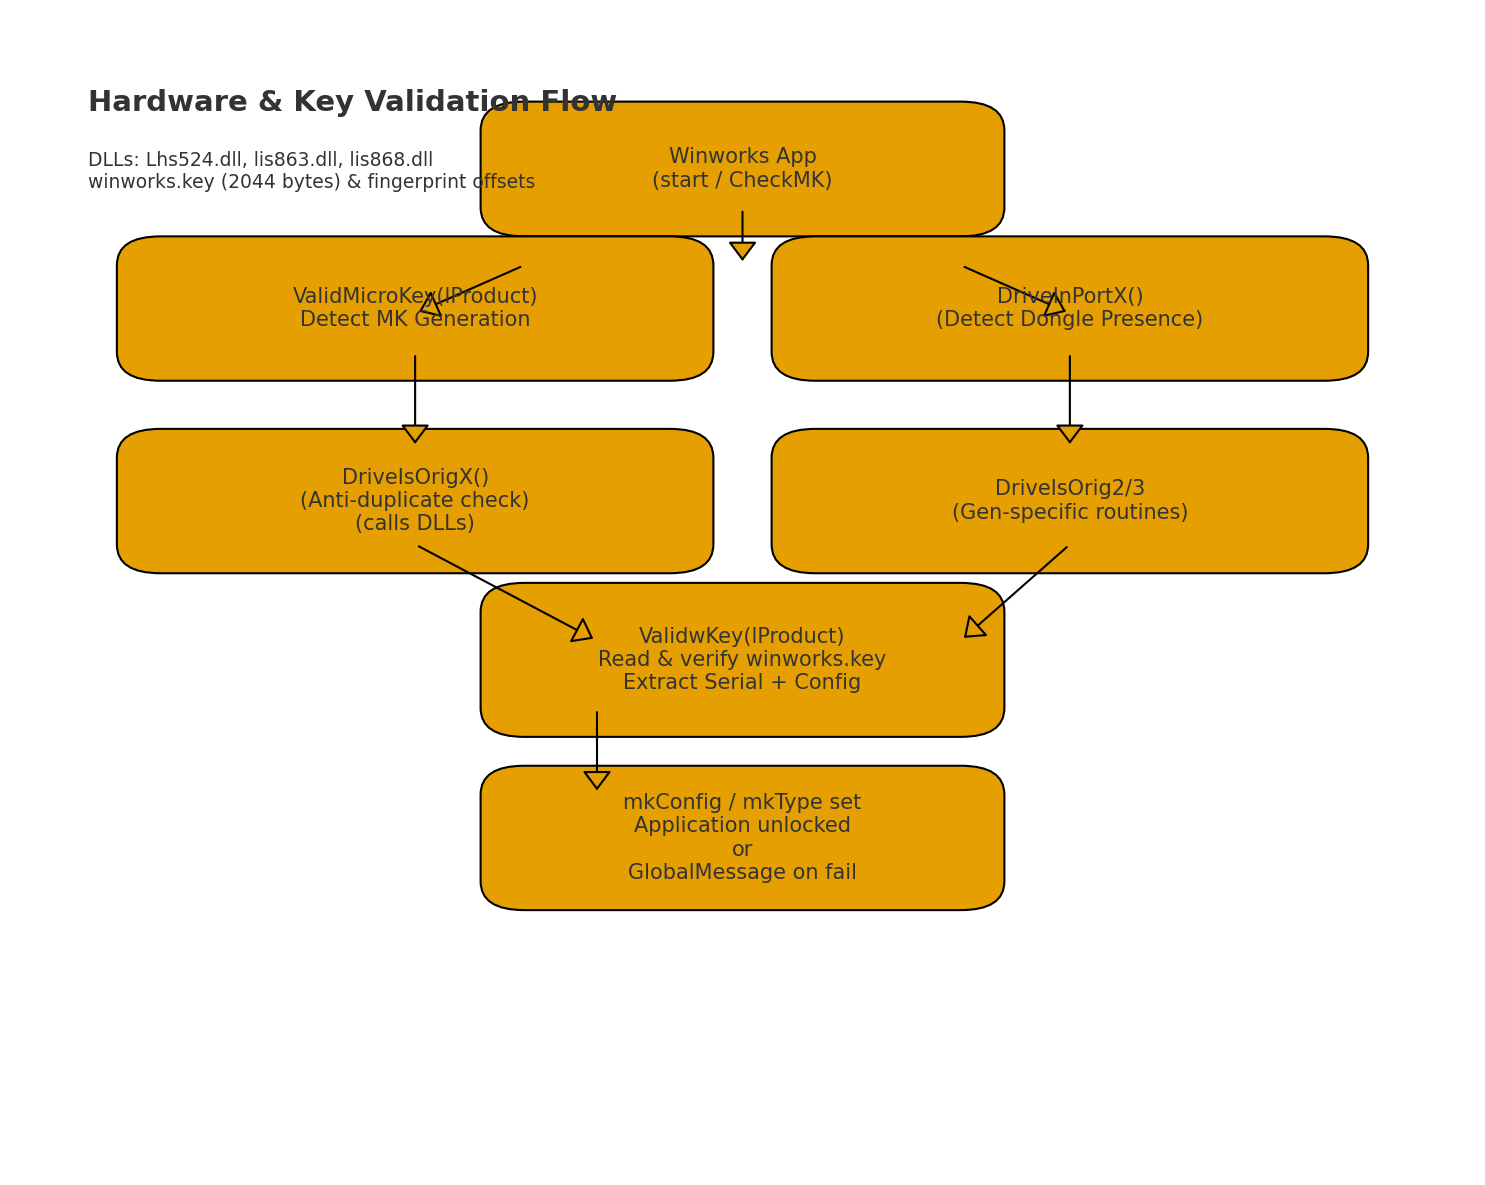 Hardware & Key Validation Flow
DLLs: Lhs524.dll, lis863.dll, lis868.dll
winworks.key (2044 bytes) & fingerprint offsets
Winworks App
(start / CheckMK)
ValidMicroKey(lProduct)
Detect MK Generation
DriveInPortX()
(Detect Dongle Presence)
DriveIsOrigX()
(Anti-duplicate check)
(calls DLLs)
DriveIsOrig2/3
(Gen-specific routines)
ValidwKey(lProduct)
Read & verify winworks.key
Extract Serial + Config
mkConfig / mkType set
Application unlocked
or
GlobalMessage on fail